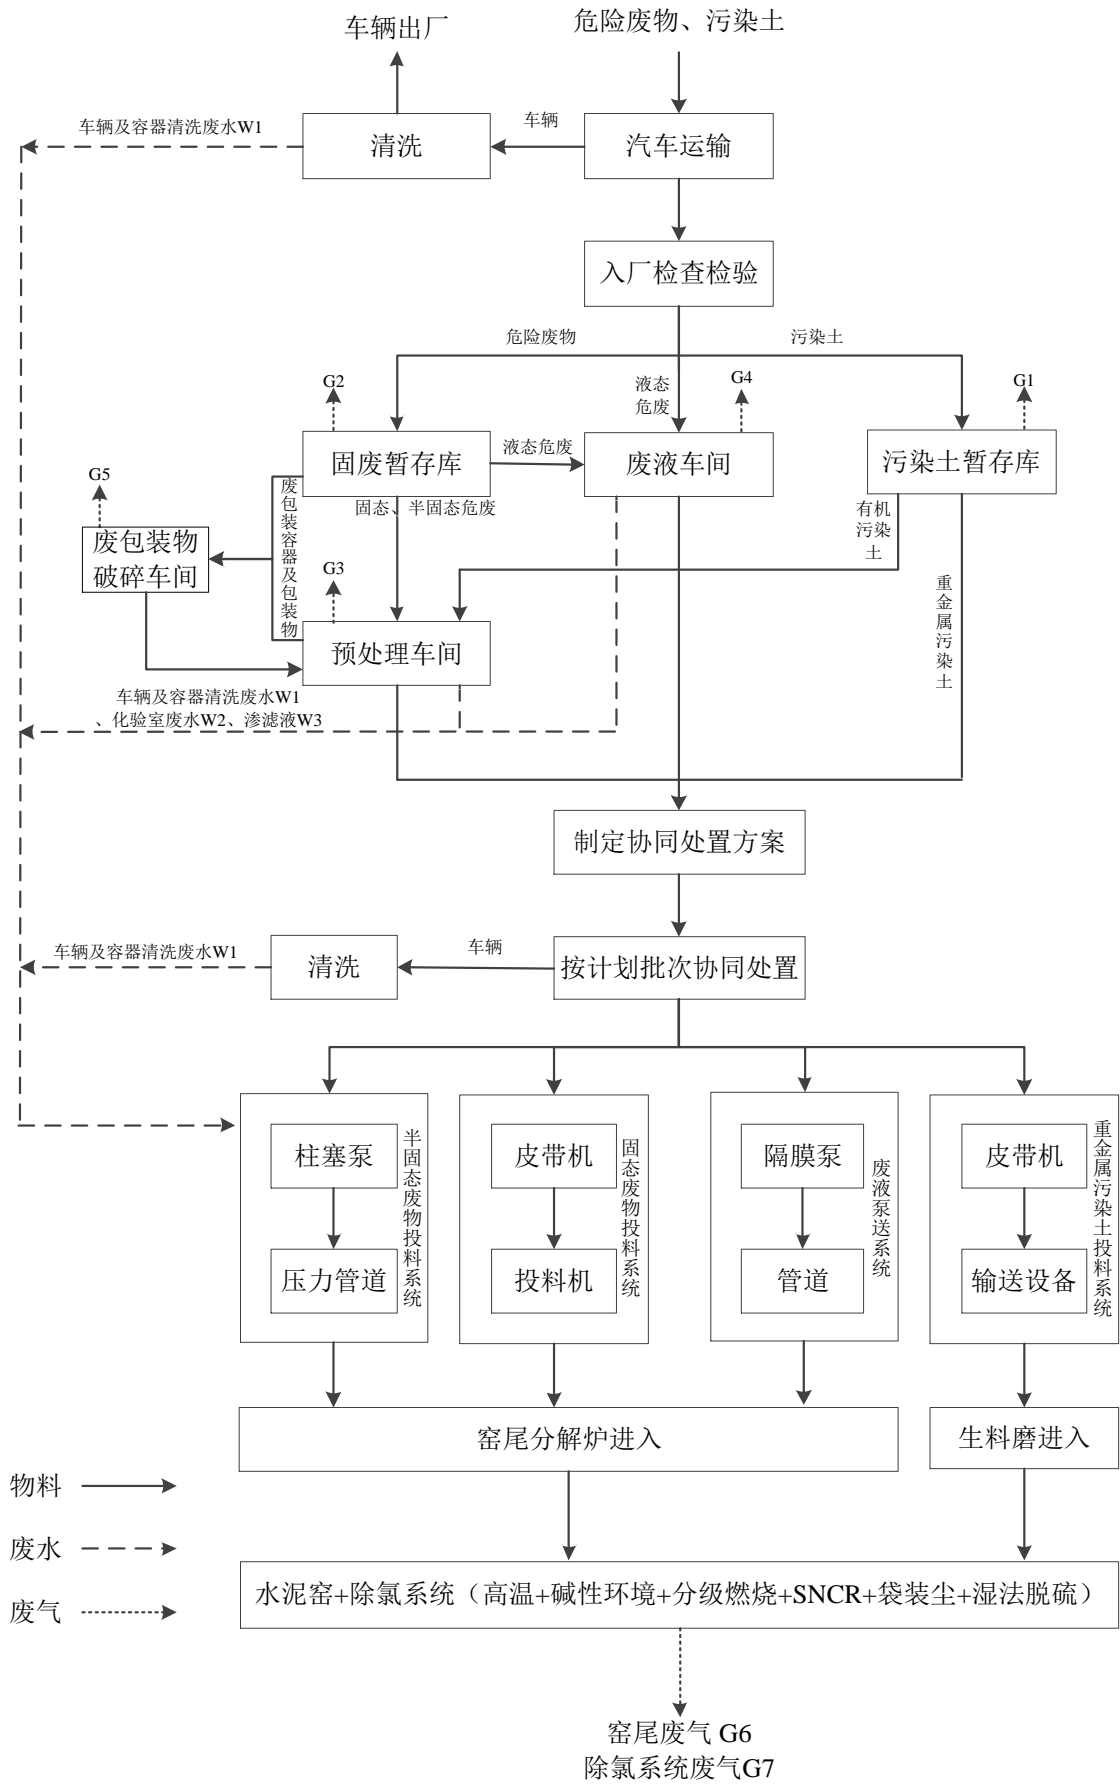 车辆出厂
危险废物、污染土
车辆及容器清洗废水W1
清洗
车辆
汽车运输
入厂检查检验
危险废物
污染土
G2
液态
危废
G4
G1
固废暂存库
液态危废
废液车间
污染土暂存库
G5
废包装容器及包装物
固态、半固态危废
有机
污染
土
废包装物
破碎车间
G3
重金属污染土
预处理车间
车辆及容器清洗废水W1
、化验室废水W2、渗滤液W3
制定协同处置方案
车辆及容器清洗废水W1
清洗
车辆
按计划批次协同处置
柱塞泵
压力管道
半固态废物投料系统
皮带机
投料机
固态废物投料系统
隔膜泵
管道
废液泵送系统
皮带机
输送设备
重金属污染土投料系统
窑尾分解炉进入
生料磨进入
物料
废水
废气
水泥窑+除氯系统（高温+碱性环境+分级燃烧+SNCR+袋装尘+湿法脱硫）
窑尾废气 G6
除氯系统废气G7